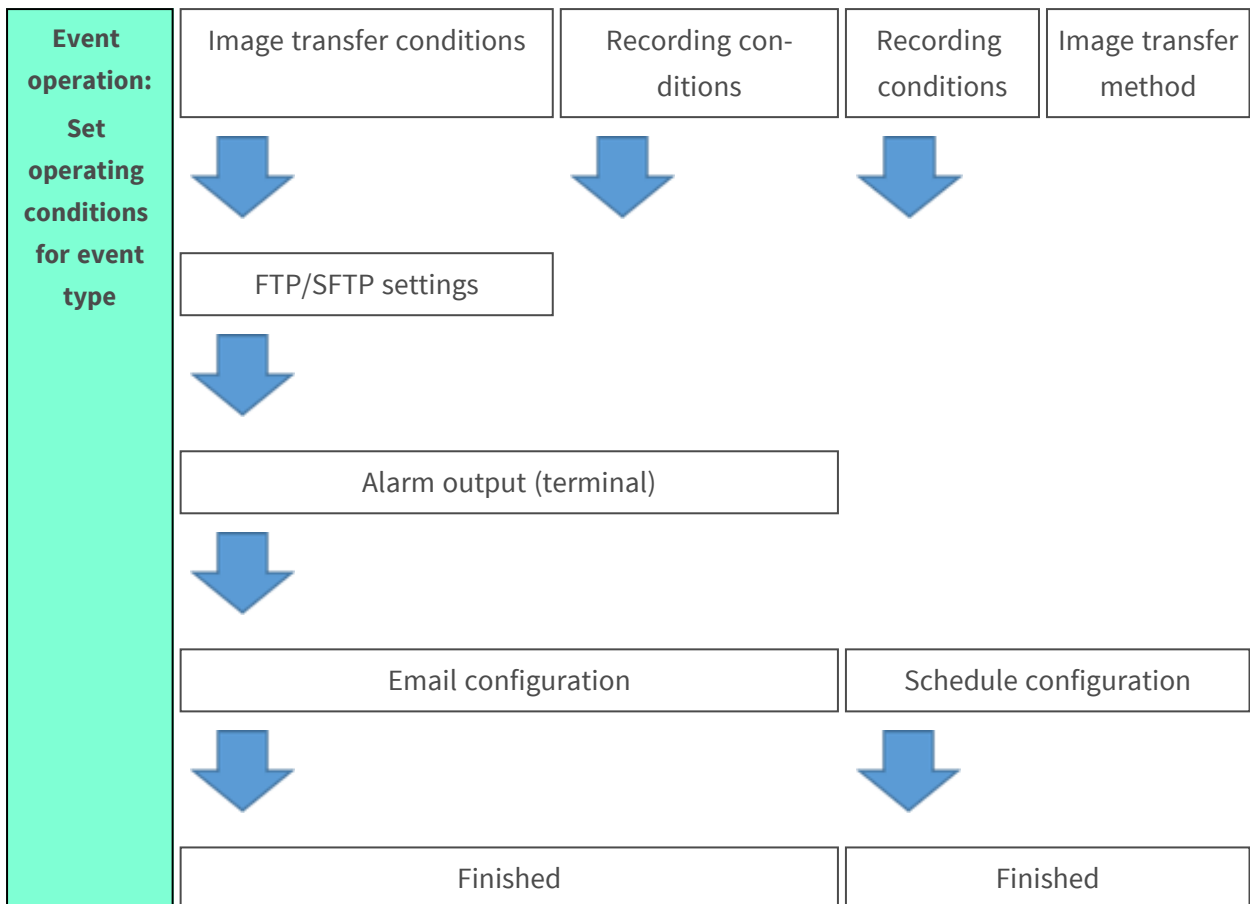 Event
operation:
Set
operating
conditions
for event
type
Image transfer conditions
Recording con-
ditions
Recording
conditions
Image transfer
method
FTP/SFTP settings
Alarm output (terminal)
Email configuration
Schedule configuration
Finished
Finished